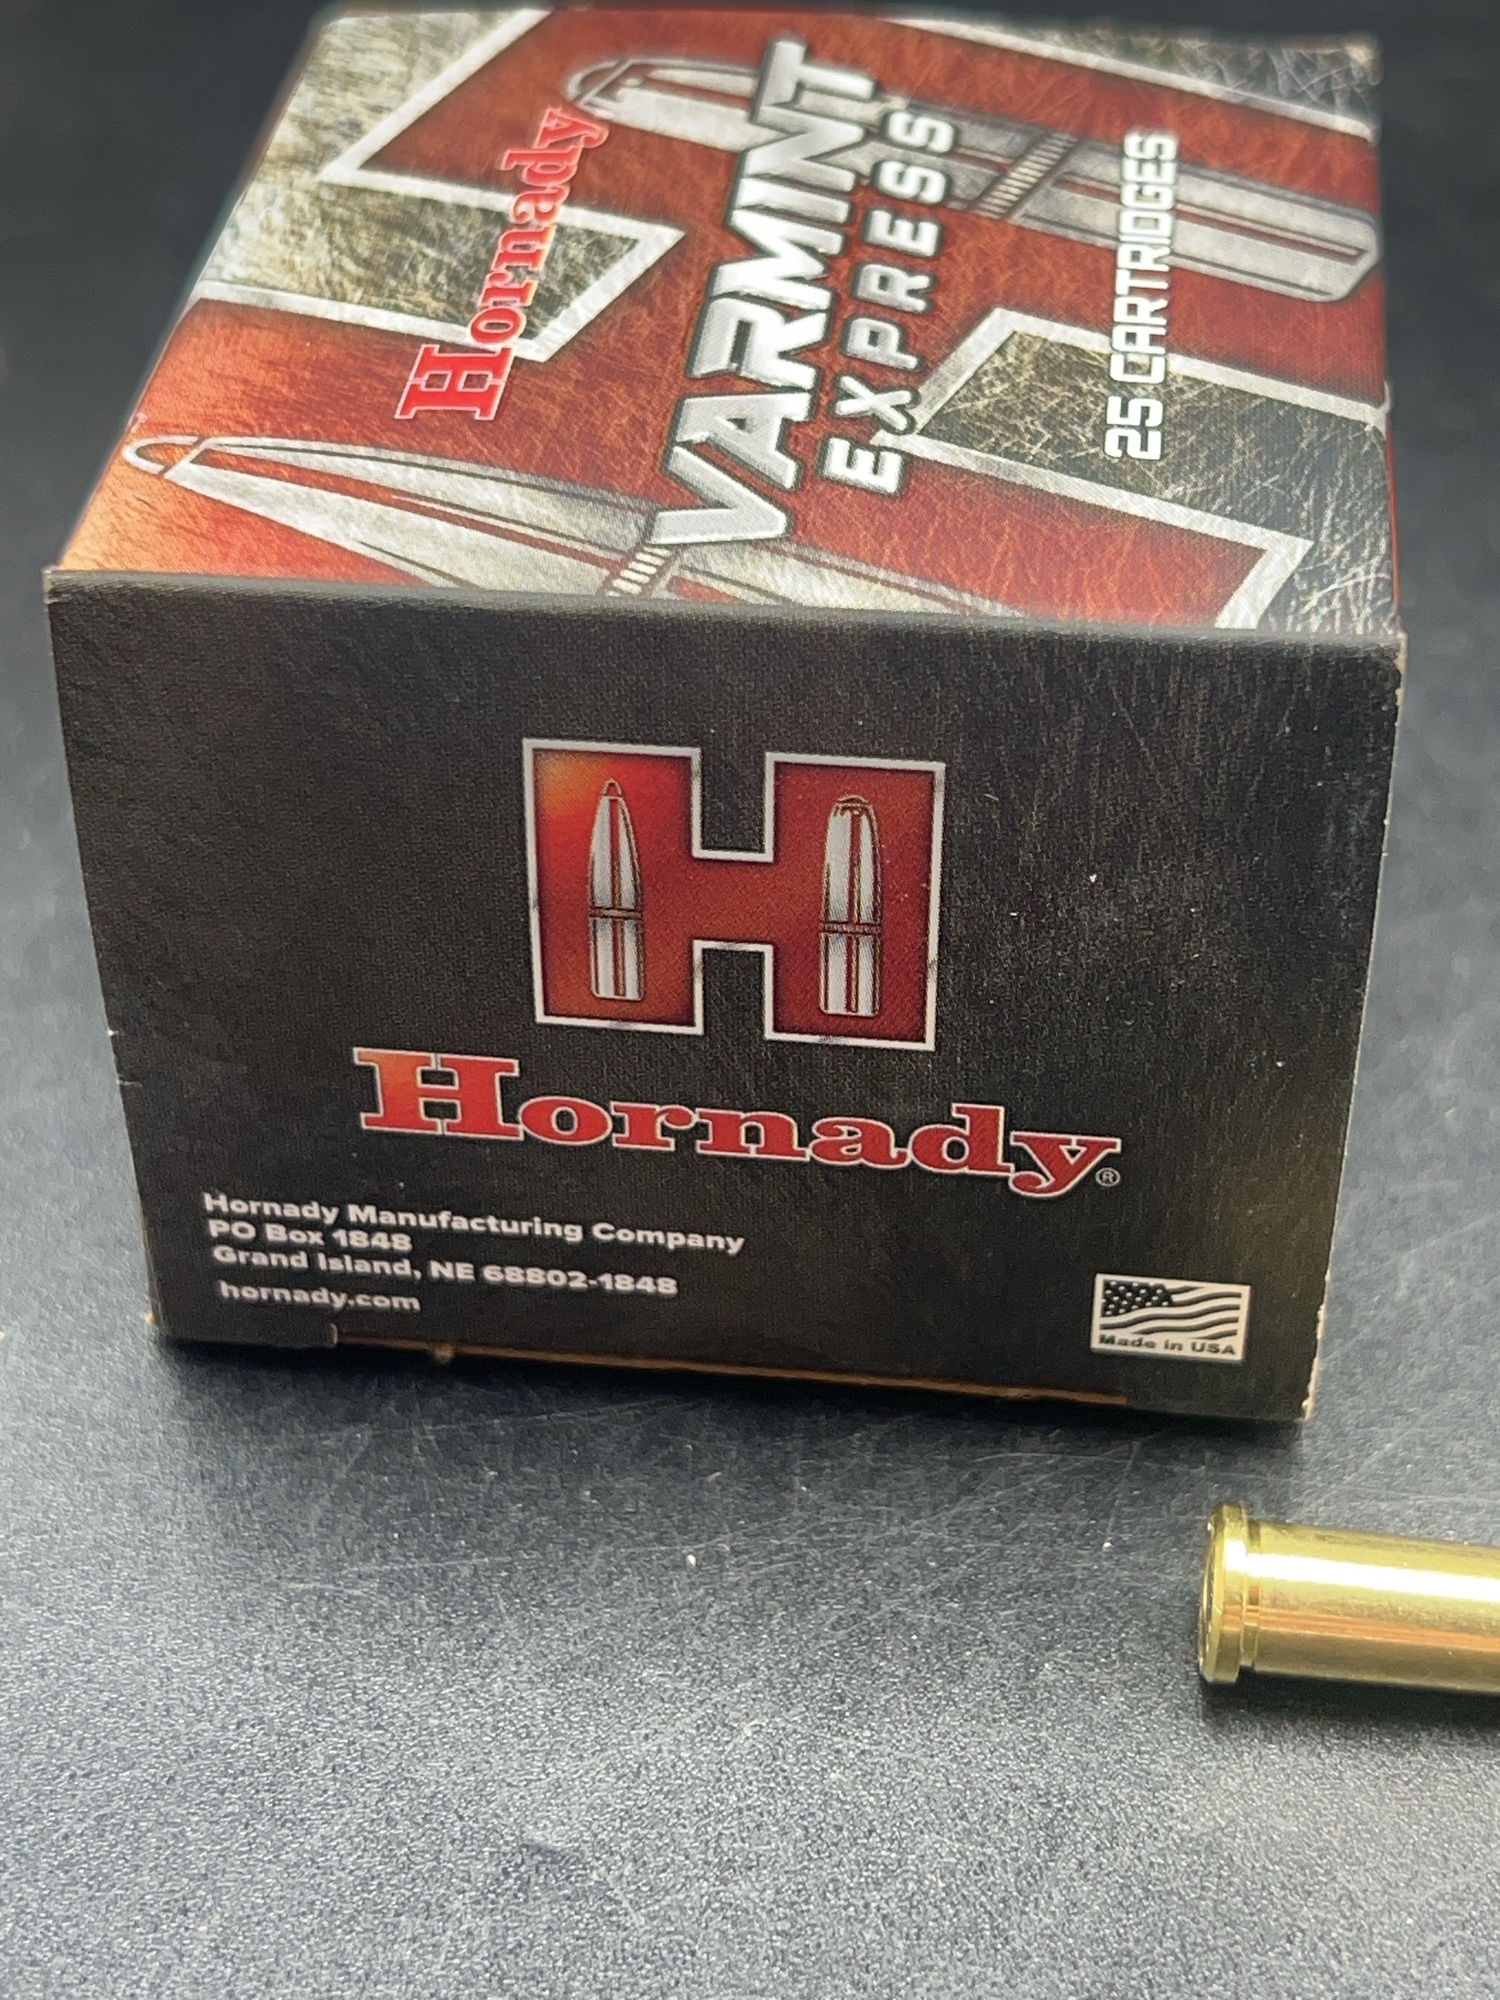 Hornady
VARMINT
EXPRESS
25 CARTRIDGES
Hornady®
Hornady Manufacturing Company
PO Box 1848
Grand Island, NE 68802-1848
hornady.com
Made in USA